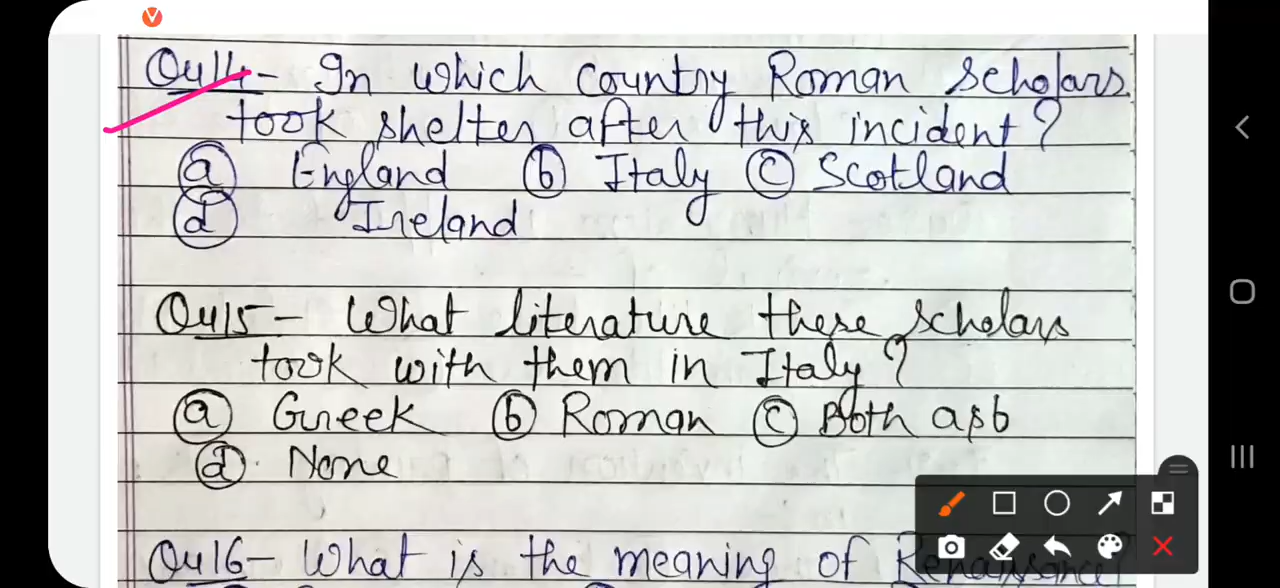 Qu14- In which country Roman scholars
took shelter after this incident?
(a) England (b) Italy (c) Scotland
(d) Ireland
Qu15- What literature these scholars
took with them in Italy?
(a) Greek (b) Roman (c) Both a & b
(d) None
Qu16- What is the meaning of Renaissance?